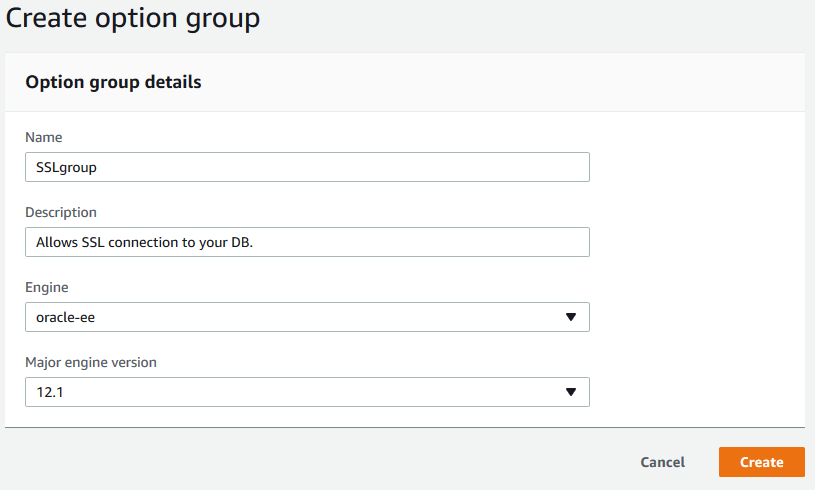 Create option group
Option group details
Name
SSLgroup
Description
Allows SSL connection to your DB.
Engine
oracle-ee
Major engine version
12.1
Cancel
Create